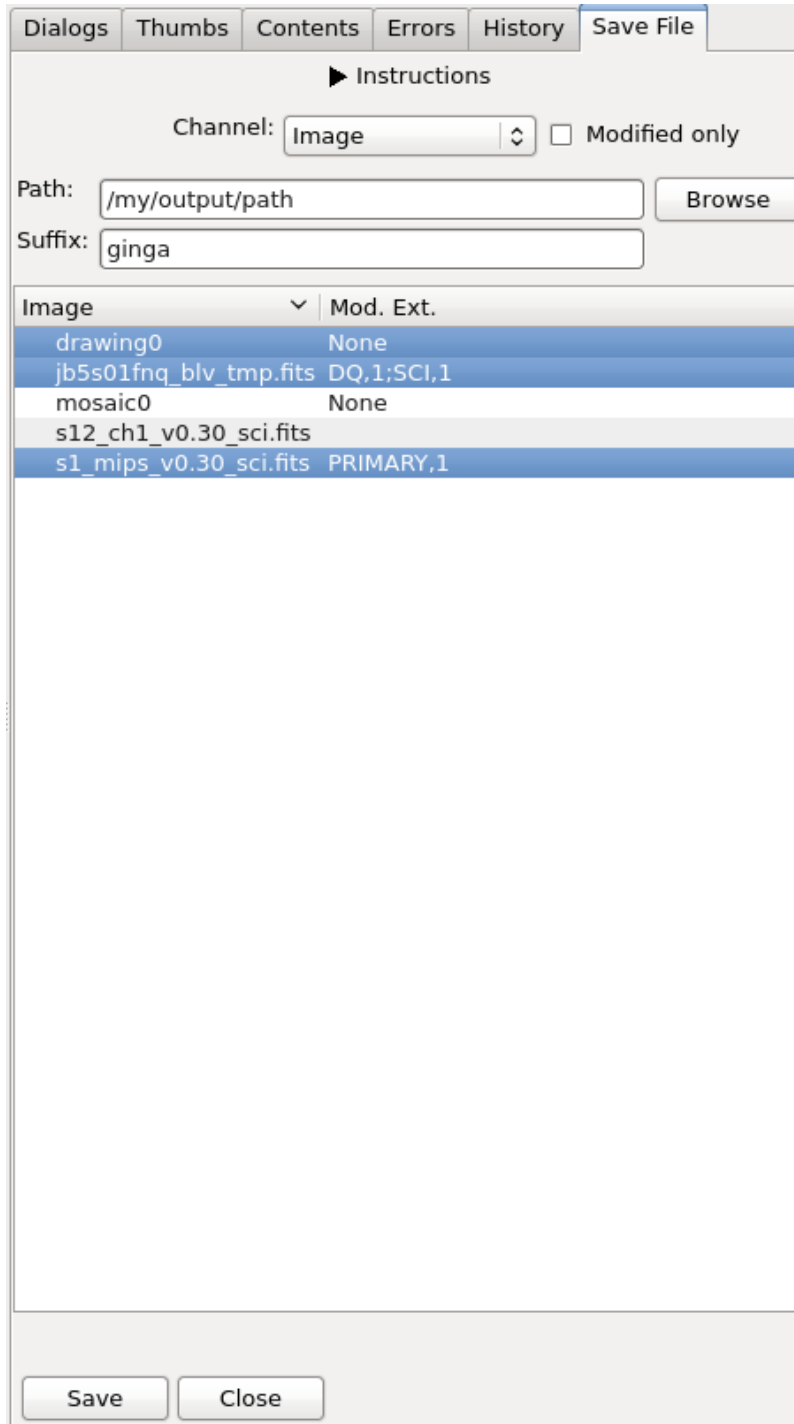 Dialogs Thumbs Contents Errors History Save File
Instructions
Channel: Image Modified only
Path: /my/output/path Browse
Suffix: ginga
Image Mod. Ext.
drawing0 None
jb5s01fnq_blv_tmp.fits DQ,1;SCI,1
mosaic0 None
s12_ch1_v0.30_sci.fits
s1_mips_v0.30_sci.fits PRIMARY,1
Save Close